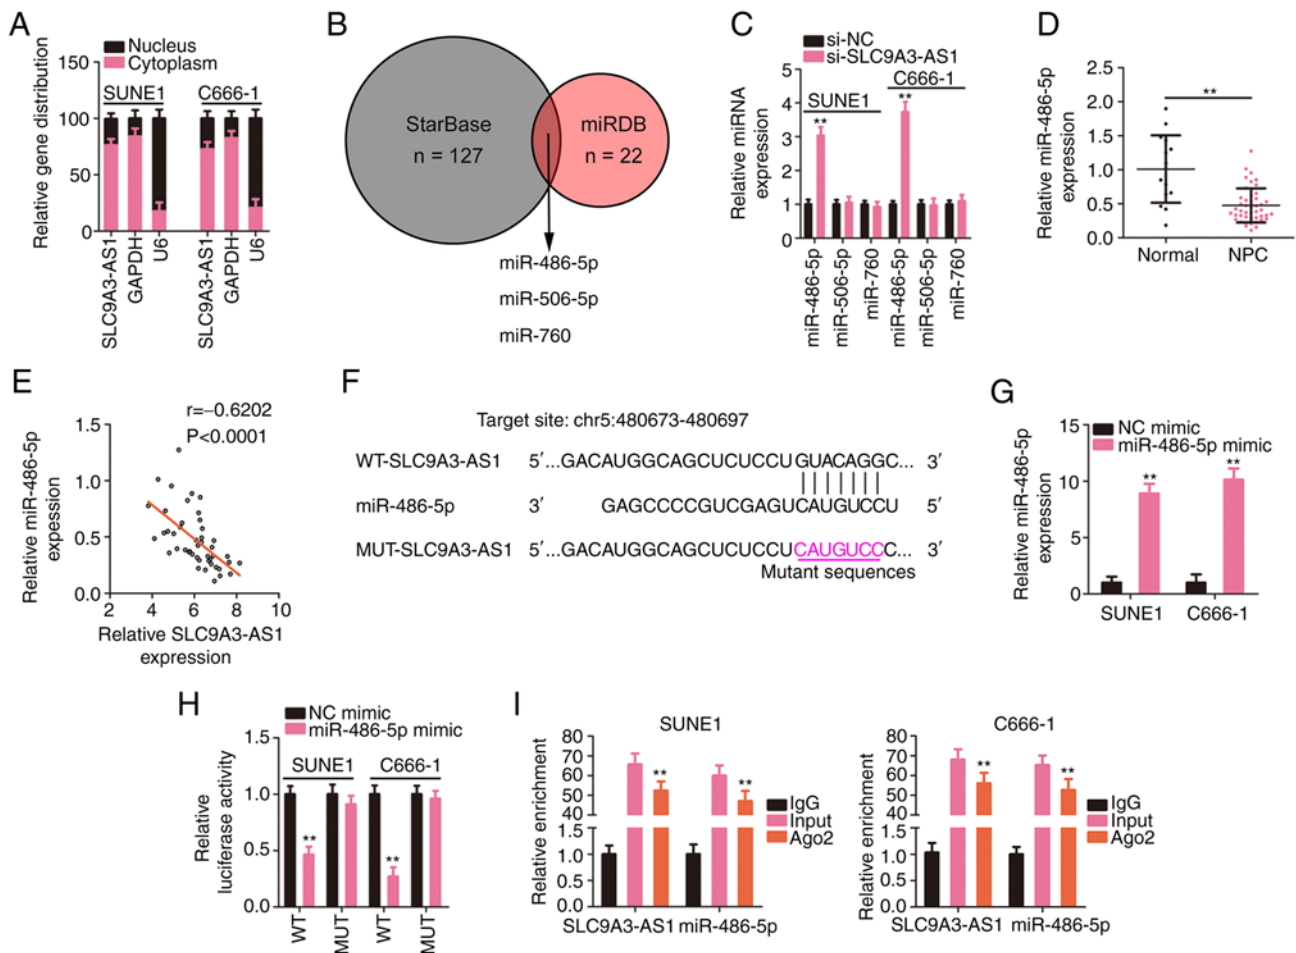 A
Nucleus
Cytoplasm
Relative gene distribution
150
100
50
0
SUNE1
C666-1
SLC9A3-AS1
GAPDH
U6
SLC9A3-AS1
GAPDH
U6
B
StarBase
n = 127
miRDB
n = 22
miR-486-5p
miR-506-5p
miR-760
C
si-NC
si-SLC9A3-AS1
Relative miRNA
expression
5
4
3
2
1
0
SUNE1
C666-1
**
**
miR-486-5p
miR-506-5p
miR-760
miR-486-5p
miR-506-5p
miR-760
D
Relative miR-486-5p
expression
2.5
2.0
1.5
1.0
0.5
0.0
**
Normal
NPC
E
r=−0.6202
P<0.0001
Relative miR-486-5p
expession
1.5
1.0
0.5
0.0
2
4
6
8
10
Relative SLC9A3-AS1
expression
F
Target site: chr5:480673-480697
WT-SLC9A3-AS1 5′...GACAUGGCAGCUCUCCUGUACAGGC... 3′
miR-486-5p 3′ GAGCCCCGUCGAGUCAUGUCCU 5′
MUT-SLC9A3-AS1 5′...GACAUGGCAGCUCUCCUCAUGUCCC... 3′
Mutant sequences
G
NC mimic
miR-486-5p mimic
Relative miR-486-5p
expression
15
10
5
0
**
**
SUNE1
C666-1
H
NC mimic
miR-486-5p mimic
Relative
luciferase activity
1.5
1.0
0.5
0.0
SUNE1
C666-1
**
**
WT
MUT
WT
MUT
I
SUNE1
Relative enrichment
80
70
60
50
40
1.5
1.0
0.5
0.0
**
**
IgG
Input
Ago2
SLC9A3-AS1 miR-486-5p
C666-1
Relative enrichment
80
70
60
50
40
1.5
1.0
0.5
0.0
**
**
IgG
Input
Ago2
SLC9A3-AS1 miR-486-5p